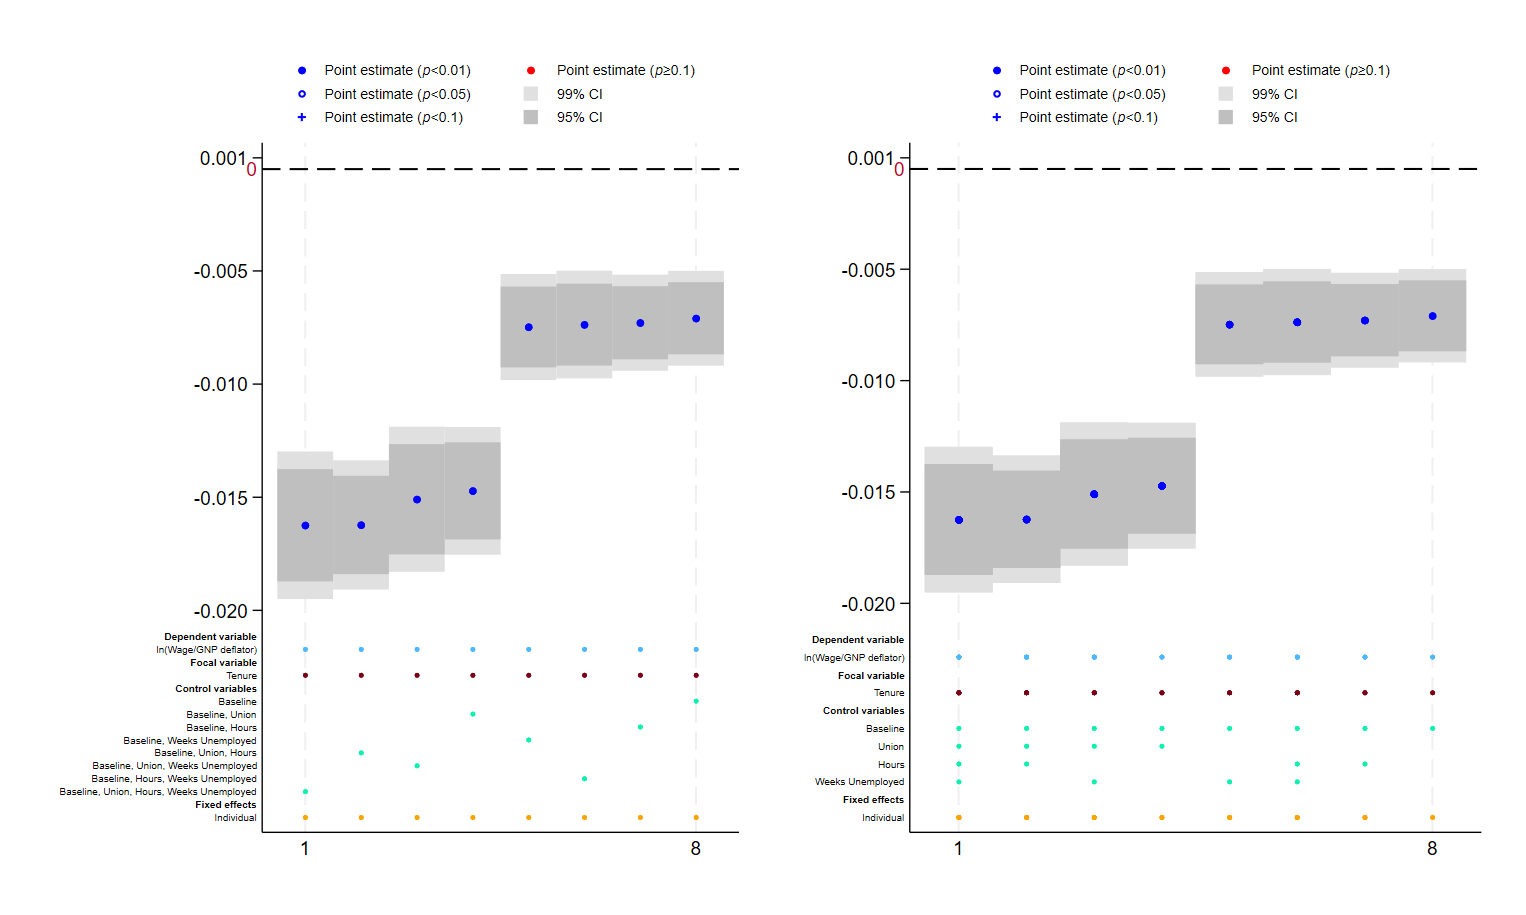 Point estimate (p<0.01)
Point estimate (p<0.05)
Point estimate (p<0.1)
Point estimate (p≥0.1)
99% CI
95% CI
0.001
0
-0.005
-0.010
-0.015
-0.020
Dependent variable
ln(Wage/GNP deflator)
Focal variable
Tenure
Control variables
Baseline
Baseline, Union
Baseline, Hours
Baseline, Weeks Unemployed
Baseline, Union, Hours
Baseline, Union, Weeks Unemployed
Baseline, Hours, Weeks Unemployed
Baseline, Union, Hours, Weeks Unemployed
Fixed effects
Individual
1
8
Point estimate (p<0.01)
Point estimate (p<0.05)
Point estimate (p<0.1)
Point estimate (p≥0.1)
99% CI
95% CI
0.001
0
-0.005
-0.010
-0.015
-0.020
Dependent variable
ln(Wage/GNP deflator)
Focal variable
Tenure
Control variables
Baseline
Union
Hours
Weeks Unemployed
Fixed effects
Individual
1
8